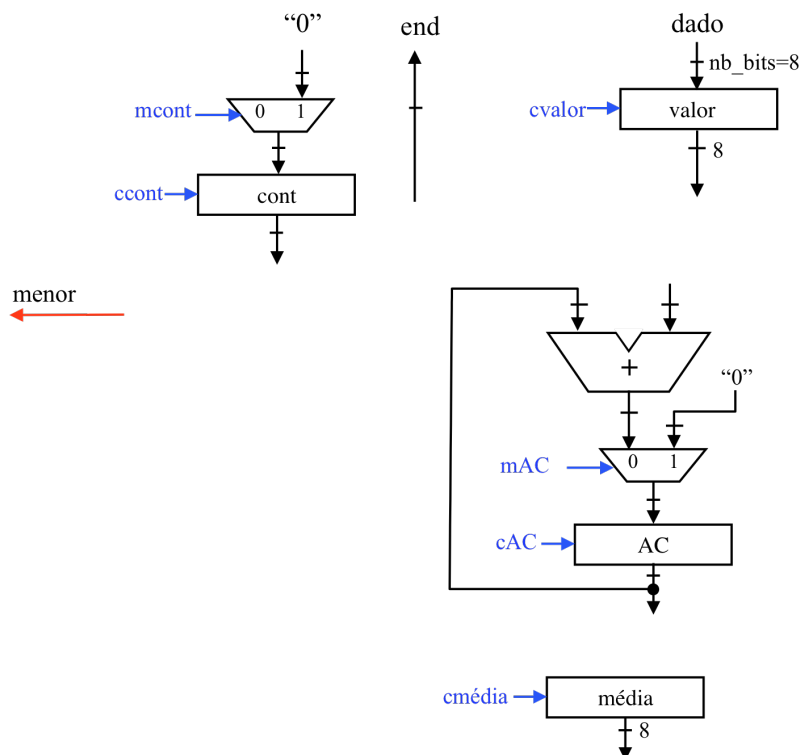 “0”
end
dado
nb_bits=8
mcont
0 1
cvalor
valor
8
ccont
cont
menor
+
“0”
mAC
0 1
cAC
AC
cmédia
média
8